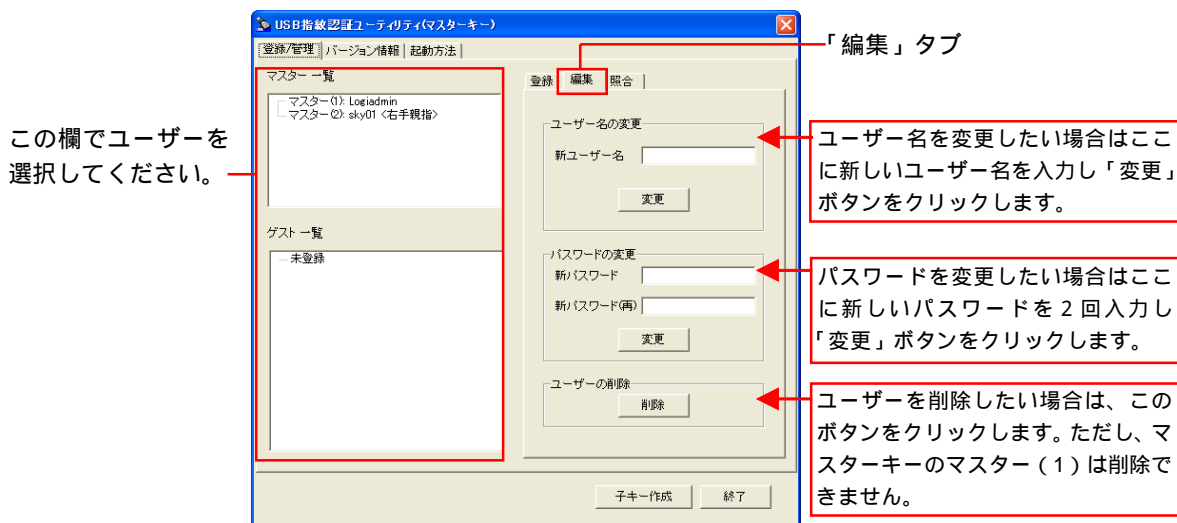 USB指紋認証ユーティリティ(マスターキー)
登録/管理 バージョン情報 起動方法
「編集」タブ
マスター 一覧
登録 編集 照合
マスター(1): Logiadmin
マスター(2): sky01 <右手親指>
この欄でユーザーを
選択してください。
ユーザー名の変更
新ユーザー名
変更
ユーザー名を変更したい場合はここ
に新しいユーザー名を入力し「変更」
ボタンをクリックします。
ゲスト 一覧
未登録
パスワードの変更
新パスワード
新パスワード(再)
変更
パスワードを変更したい場合はここ
に新しいパスワードを2回入力し
「変更」ボタンをクリックします。
ユーザーの削除
削除
ユーザーを削除したい場合は、この
ボタンをクリックします。ただし、マ
スターキーのマスター(1)は削除で
きません。
子キー作成 終了